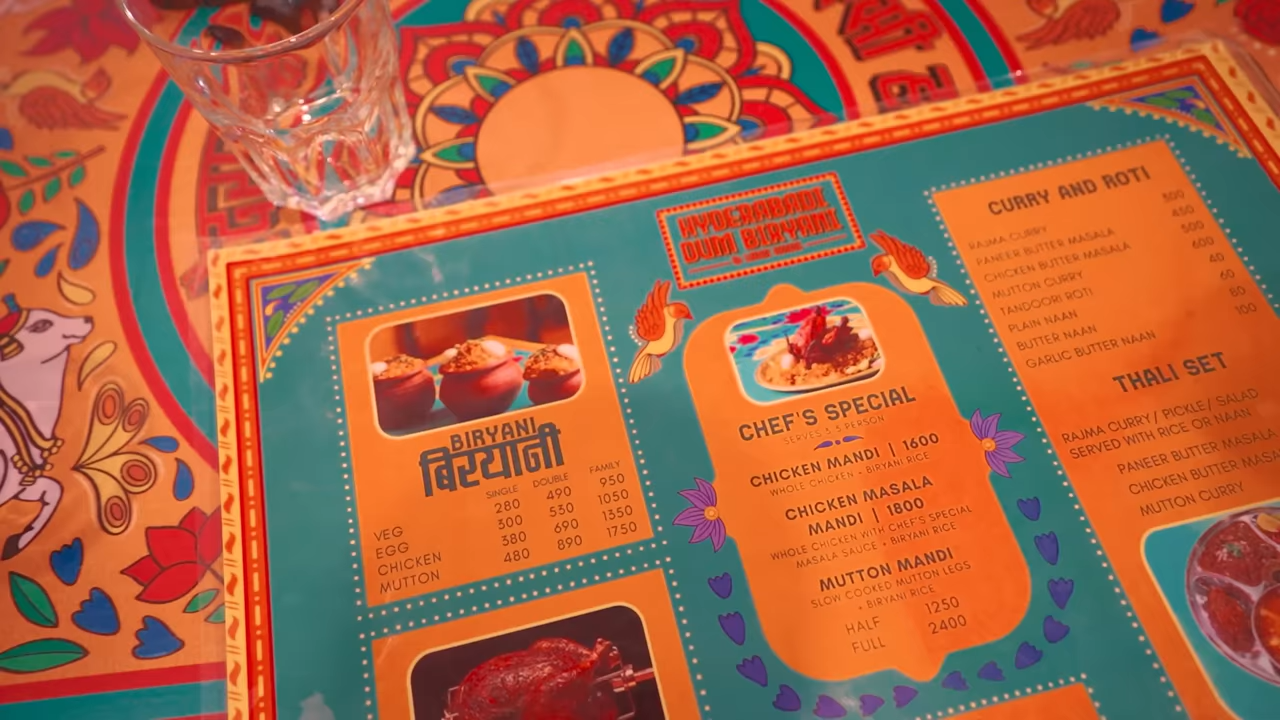 HYDERABADI
DUM BIRYANI
BIRYANI
बिरयानी
SINGLE DOUBLE FAMILY
VEG 280 490 950
EGG 300 530 1050
CHICKEN 380 690 1350
MUTTON 480 890 1750
CHEF'S SPECIAL
SERVES 4-5 PERSON
CHICKEN MANDI | 1600
WHOLE CHICKEN + BIRYANI RICE
CHICKEN MASALA
MANDI | 1800
WHOLE CHICKEN WITH CHEF'S SPECIAL
MASALA SAUCE + BIRYANI RICE
MUTTON MANDI
SLOW COOKED MUTTON LEGS
+ BIRYANI RICE
HALF 1250
FULL 2400
CURRY AND ROTI
RAJMA CURRY 300
PANEER BUTTER MASALA 450
CHICKEN BUTTER MASALA 500
MUTTON CURRY 600
TANDOORI ROTI 40
PLAIN NAAN 60
BUTTER NAAN 80
GARLIC BUTTER NAAN 100
THALI SET
RAJMA CURRY / PICKLE / SALAD
SERVED WITH RICE OR NAAN
PANEER BUTTER MASALA
CHICKEN BUTTER MASALA
MUTTON CURRY